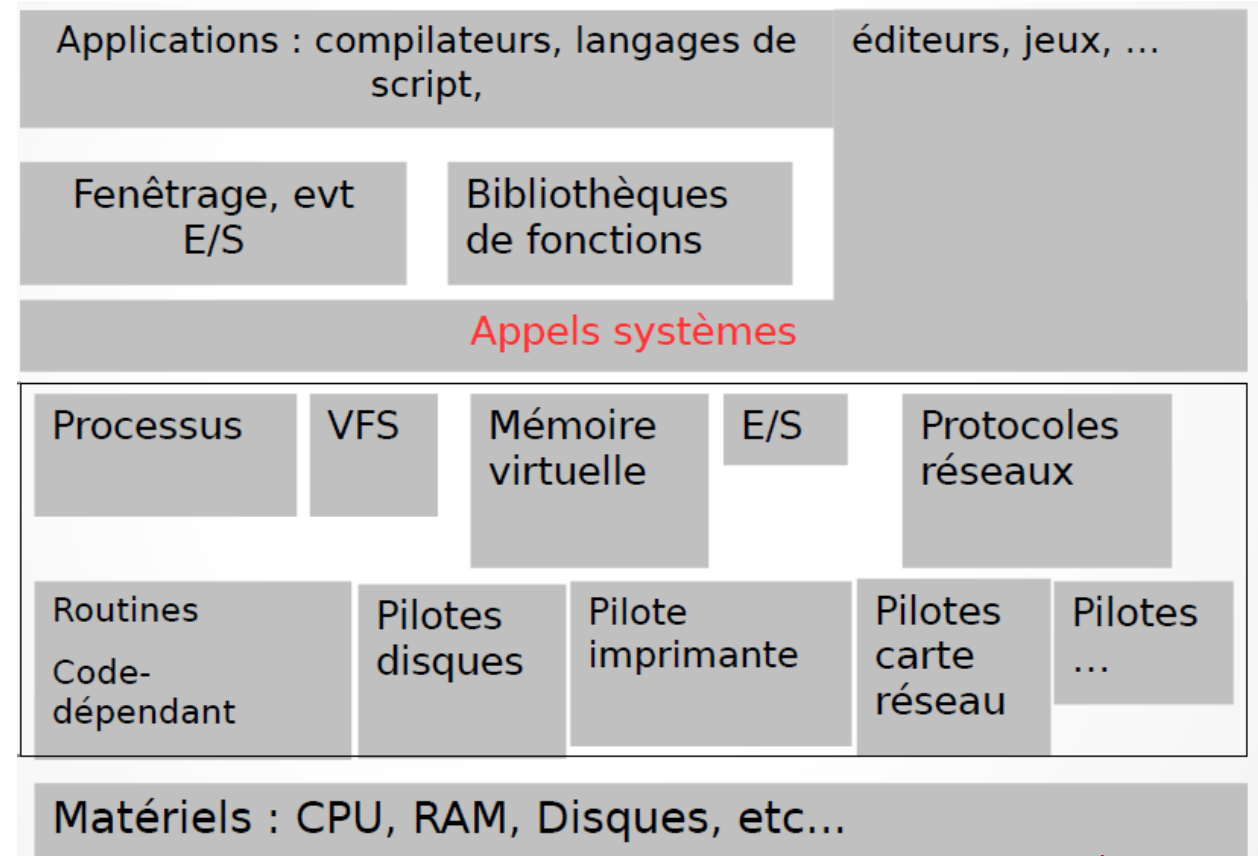 Applications : compilateurs, langages de
script,
éditeurs, jeux, ...
Fenêtrage, evt
E/S
Bibliothèques
de fonctions
Appels systèmes
Processus
VFS
Mémoire
virtuelle
E/S
Protocoles
réseaux
Routines
Code-
dépendant
Pilotes
disques
Pilote
imprimante
Pilotes
carte
réseau
Pilotes
...
Matériels : CPU, RAM, Disques, etc...